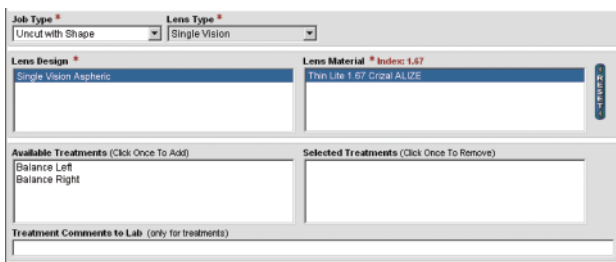 Job Type * Lens Type *
Uncut with Shape Single Vision
Lens Design * Lens Material * Index: 1.67
Single Vision Aspheric Thin Lite 1.67 Crizal ALIZE
RESET
Available Treatments (Click Once To Add) Selected Treatments (Click Once To Remove)
Balance Left
Balance Right
Treatment Comments to Lab (only for treatments)